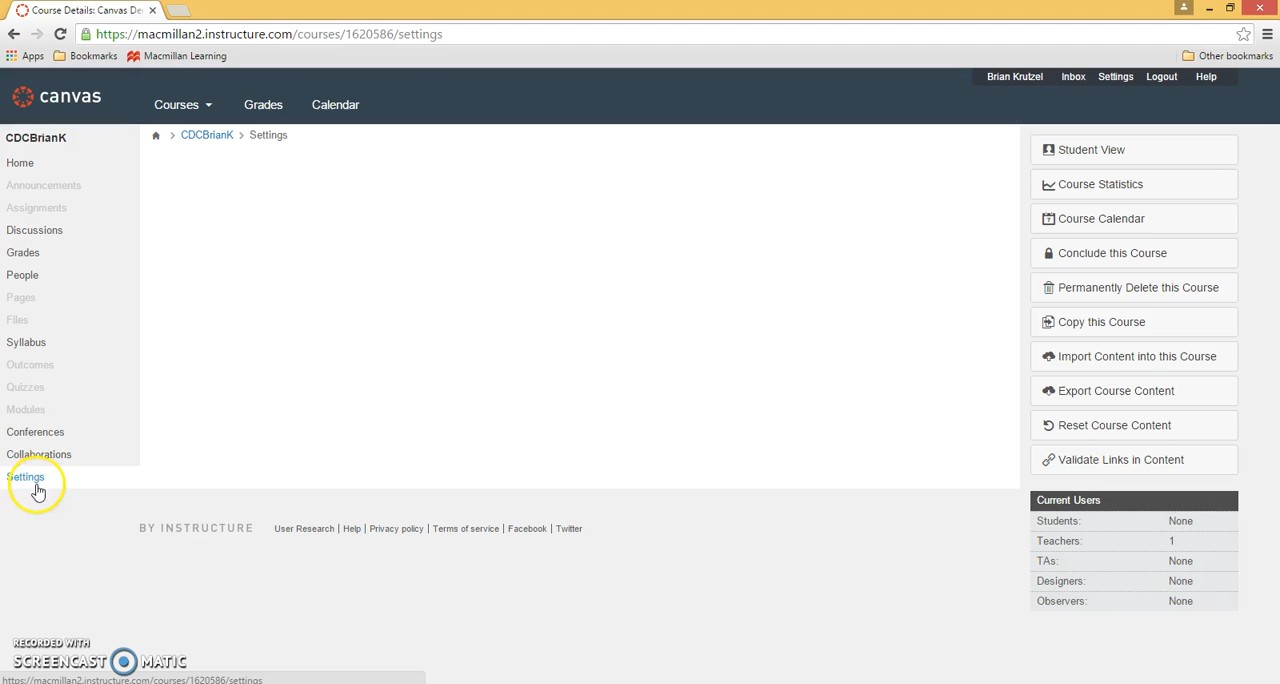 Course Details: Canvas De
https://macmillan2.instructure.com/courses/1620586/settings
Apps Bookmarks Macmillan Learning Other bookmarks
Brian Krutzel Inbox Settings Logout Help
canvas Courses Grades Calendar
CDCBrianK
CDCBrianK > Settings
Home
Announcements
Assignments
Discussions
Grades
People
Pages
Files
Syllabus
Outcomes
Quizzes
Modules
Conferences
Collaborations
Settings
Student View
Course Statistics
7 Course Calendar
Conclude this Course
Permanently Delete this Course
Copy this Course
Import Content into this Course
Export Course Content
Reset Course Content
Validate Links in Content
Current Users
Students: None
Teachers: 1
TAs: None
Designers: None
Observers: None
BY INSTRUCTURE User Research | Help | Privacy policy | Terms of service | Facebook | Twitter
RECORDED WITH
SCREENCAST MATIC
https://macmillan2.instructure.com/courses/1620586/settings